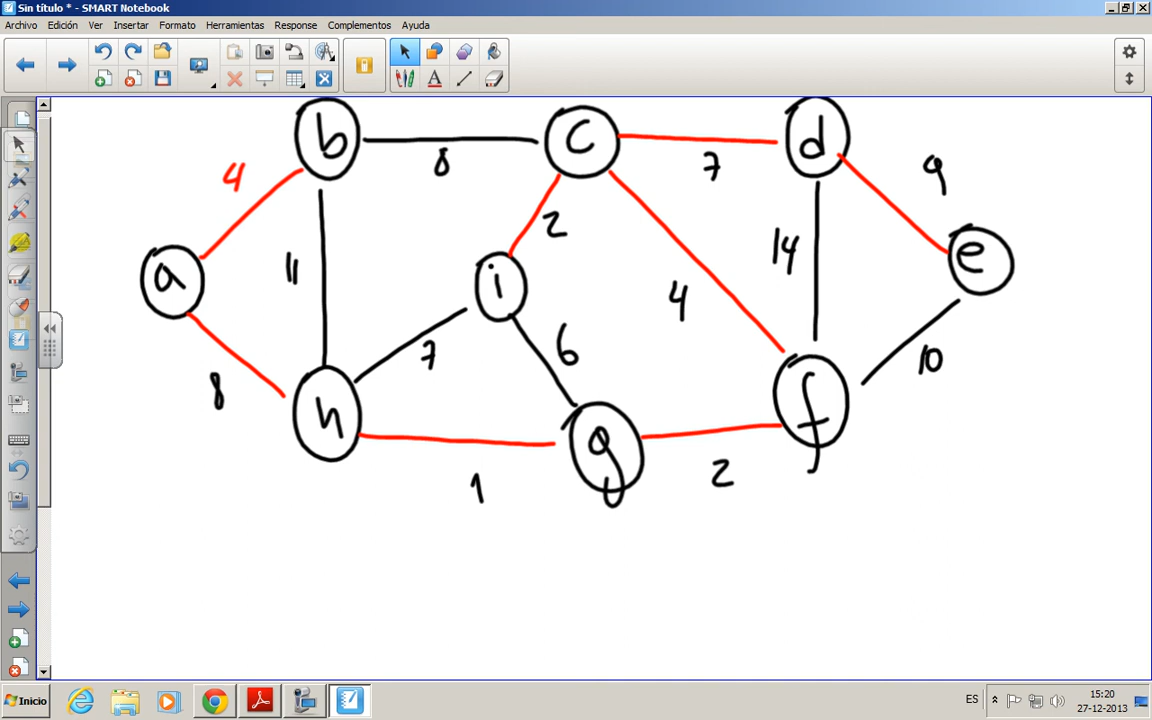 Sin título * - SMART Notebook
Archivo Edición Ver Insertar Formato Herramientas Response Complementos Ayuda
b
c
d
4
8
7
9
2
a
11
i
14
e
4
6
7
10
8
h
g
f
1
2
Inicio
ES
15:20
27-12-2013